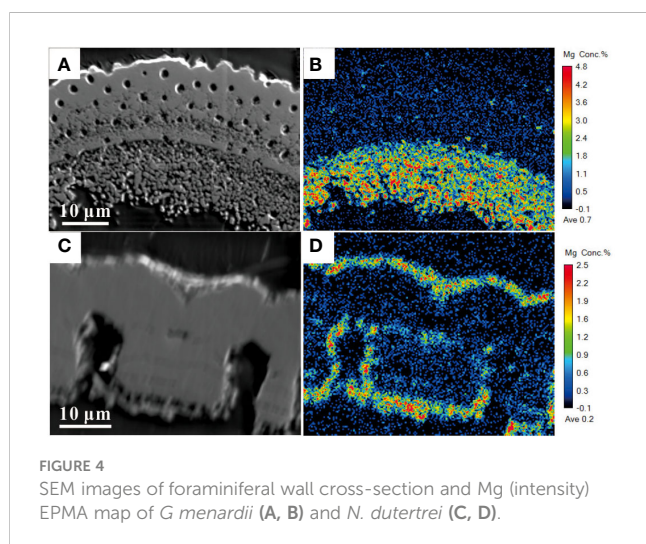 A
10 µm
B
Mg Conc.%
4.8
4.2
3.6
3.0
2.4
1.8
1.1
0.5
-0.1
Ave 0.7
C
10 µm
D
Mg Conc.%
2.5
2.2
1.9
1.6
1.2
0.9
0.6
0.3
-0.1
Ave 0.2
FIGURE 4
SEM images of foraminiferal wall cross-section and Mg (intensity)
EPMA map of G menardii (A, B) and N. dutertrei (C, D).